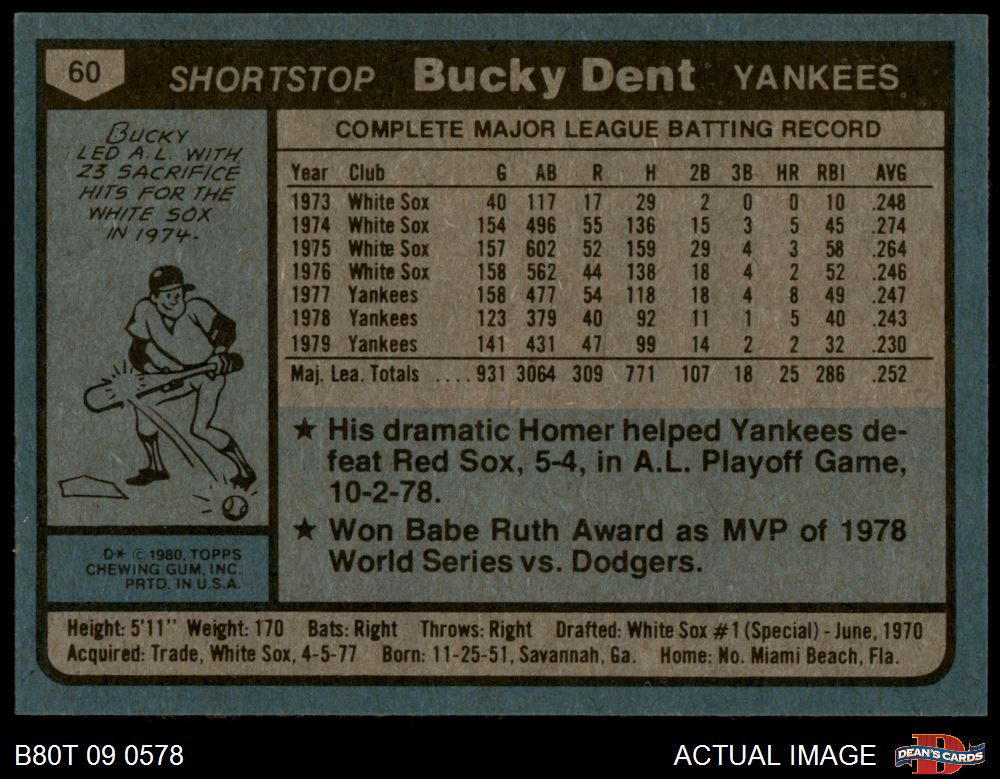 60 SHORTSTOP Bucky Dent YANKEES
BUCKY
LED A.L. WITH
23 SACRIFICE
HITS FOR THE
WHITE SOX
IN 1974.
COMPLETE MAJOR LEAGUE BATTING RECORD
Year Club G AB R H 2B 3B HR RBI AVG
1973 White Sox 40 117 17 29 2 0 0 10 .248
1974 White Sox 154 496 55 136 15 3 5 45 .274
1975 White Sox 157 602 52 159 29 4 3 58 .264
1976 White Sox 158 562 44 138 18 4 2 52 .246
1977 Yankees 158 477 54 118 18 4 8 49 .247
1978 Yankees 123 379 40 92 11 1 5 40 .243
1979 Yankees 141 431 47 99 14 2 2 32 .230
Maj. Lea. Totals ....931 3064 309 771 107 18 25 286 .252
★ His dramatic Homer helped Yankees de-
feat Red Sox, 5-4, in A.L. Playoff Game,
10-2-78.
★ Won Babe Ruth Award as MVP of 1978
World Series vs. Dodgers.
D* © 1980, TOPPS
CHEWING GUM, INC.
PRTD. IN U.S.A.
Height: 5'11" Weight: 170 Bats: Right Throws: Right Drafted: White Sox #1 (Special) - June, 1970
Acquired: Trade, White Sox, 4-5-77 Born: 11-25-51, Savannah, Ga. Home: No. Miami Beach, Fla.
B80T 09 0578 ACTUAL IMAGE DEAN'S CARDS